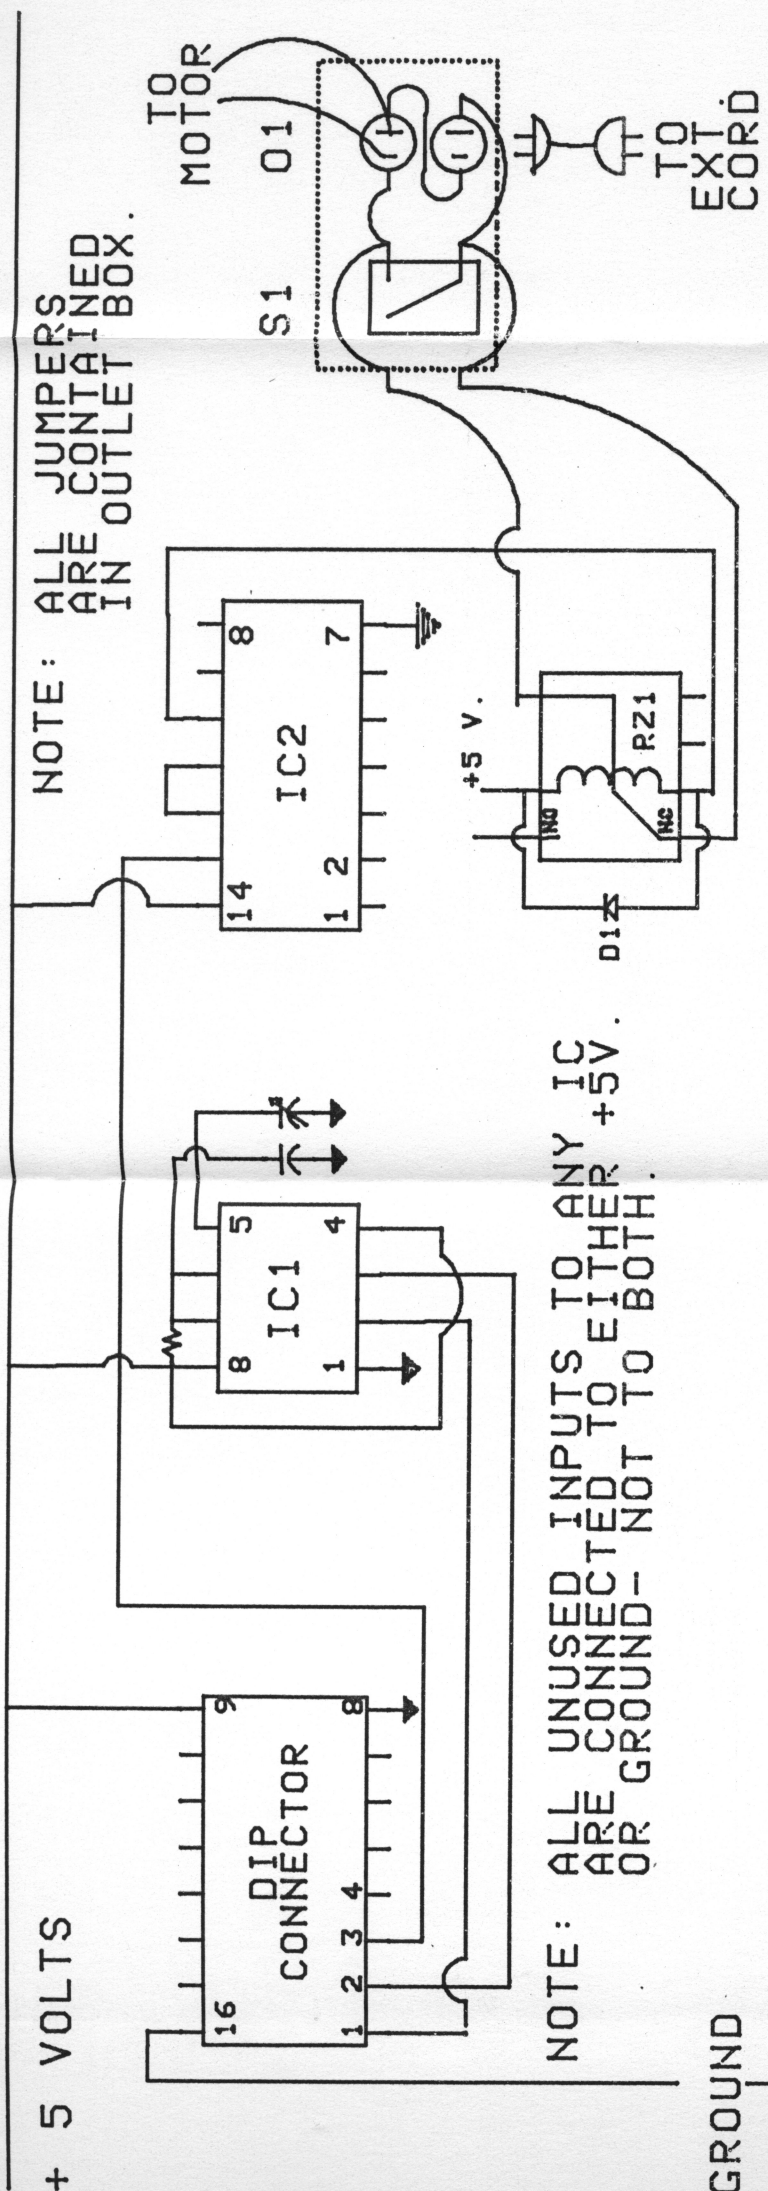 + 5 VOLTS
NOTE: ALL JUMPERS
ARE CONTAINED
IN OUTLET BOX.
TO
MOTOR
16
9
DIP
CONNECTOR
1
2
3
4
8
8
5
IC1
1
4
14
8
IC2
1
2
7
S1
O1
TO
EXT.
CORD
+5 V.
NO
NC
RZ1
D1
NOTE: ALL UNUSED INPUTS TO ANY IC
ARE CONNECTED TO EITHER +5V.
OR GROUND- NOT TO BOTH.
GROUND